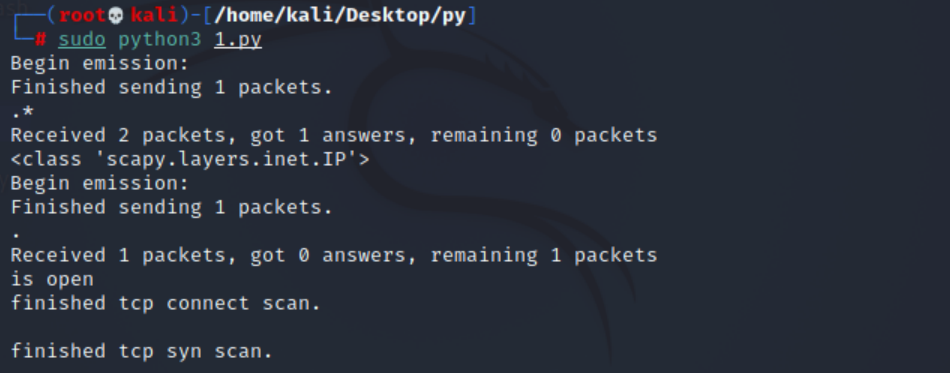 (root💀kali)-[/home/kali/Desktop/py]
# sudo python3 1.py
Begin emission:
Finished sending 1 packets.
.*
Received 2 packets, got 1 answers, remaining 0 packets
<class 'scapy.layers.inet.IP'>
Begin emission:
Finished sending 1 packets.
.
Received 1 packets, got 0 answers, remaining 1 packets
is open
finished tcp connect scan.
finished tcp syn scan.